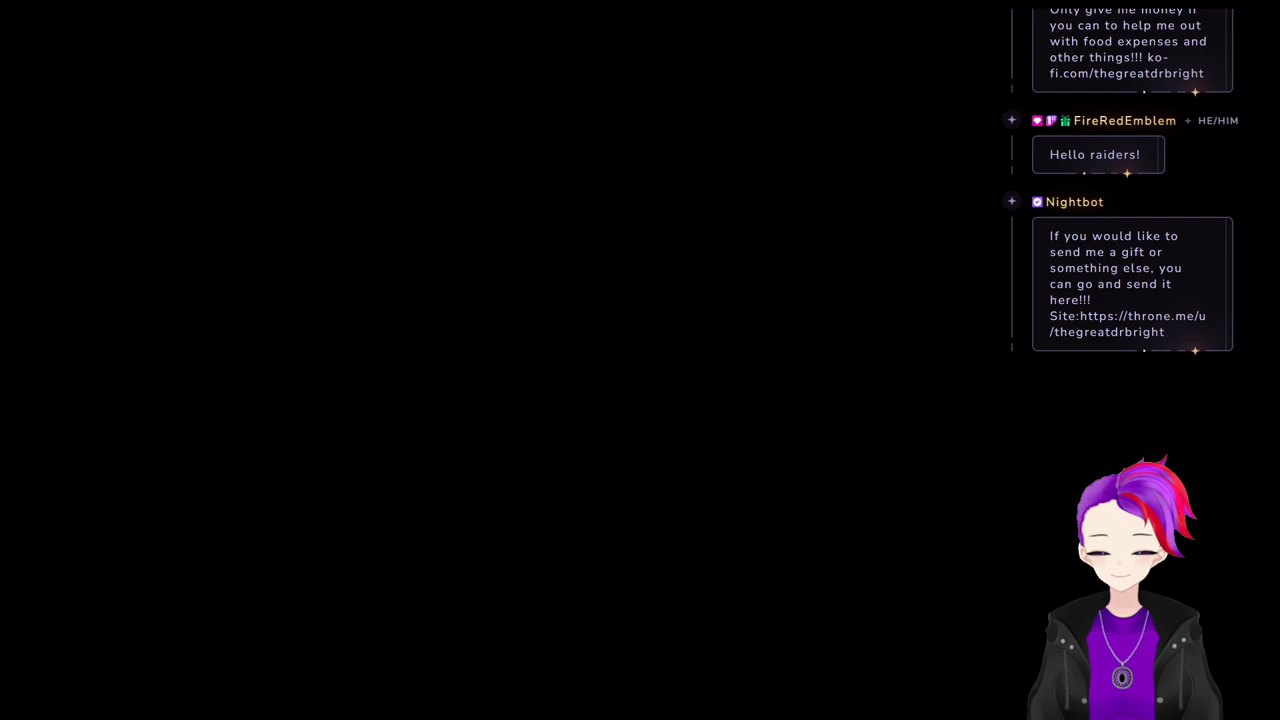 Only give me money if
you can to help me out
with food expenses and
other things!!! ko-
fi.com/thegreatdrbright
FireRedEmblem HE/HIM
Hello raiders!
Nightbot
If you would like to
send me a gift or
something else, you
can go and send it
here!!!
Site:https://throne.me/u
/thegreatdrbright